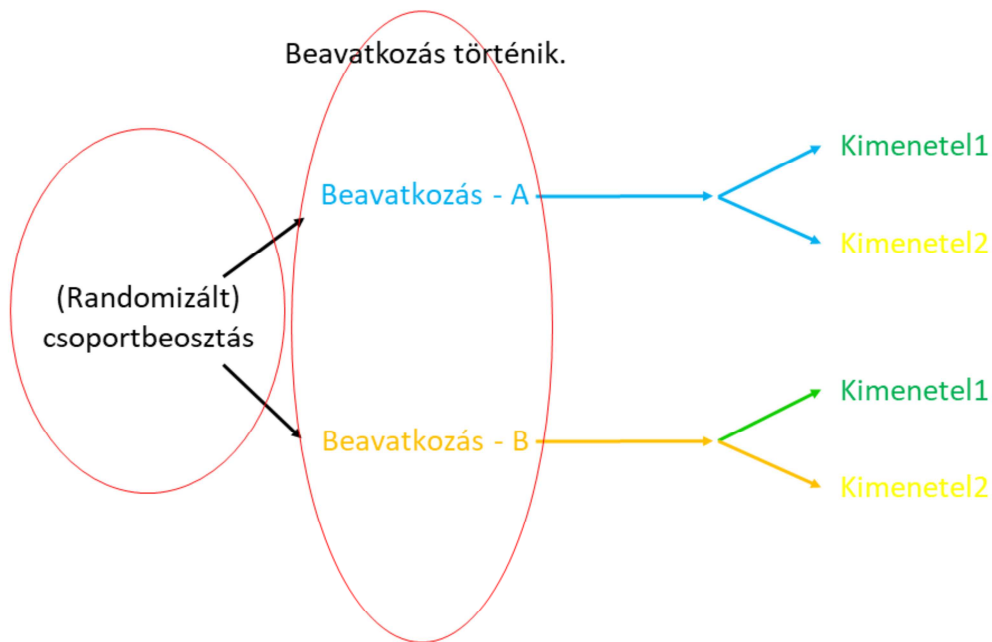 Beavatkozás történik.
(Randomizált)
csoportbeosztás
Beavatkozás - A
Kimenetel1
Kimenetel2
Beavatkozás - B
Kimenetel1
Kimenetel2